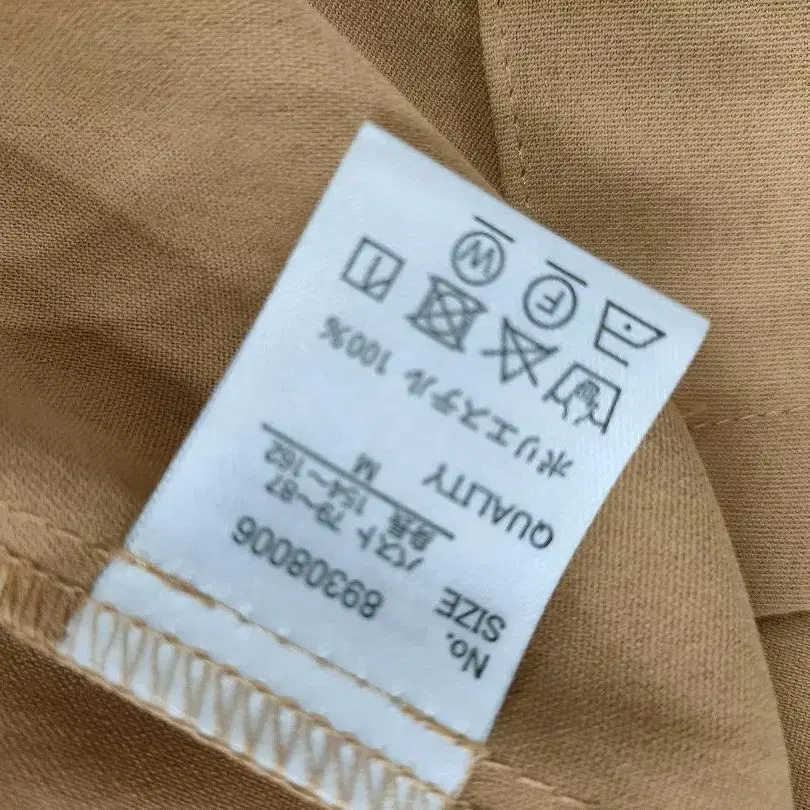 No. 89308006
SIZE
バスト 79〜87
身長 154〜162
M
QUALITY
ポリエステル 100%
F
W